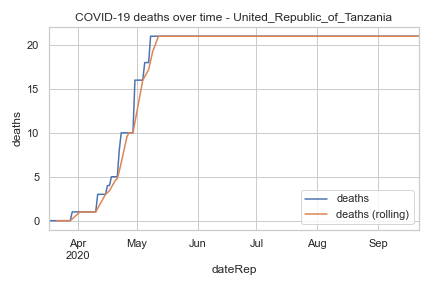 COVID-19 deaths over time - United_Republic_of_Tanzania
deaths
20
15
10
5
0
deaths
deaths (rolling)
Apr
2020
May
Jun
Jul
Aug
Sep
dateRep